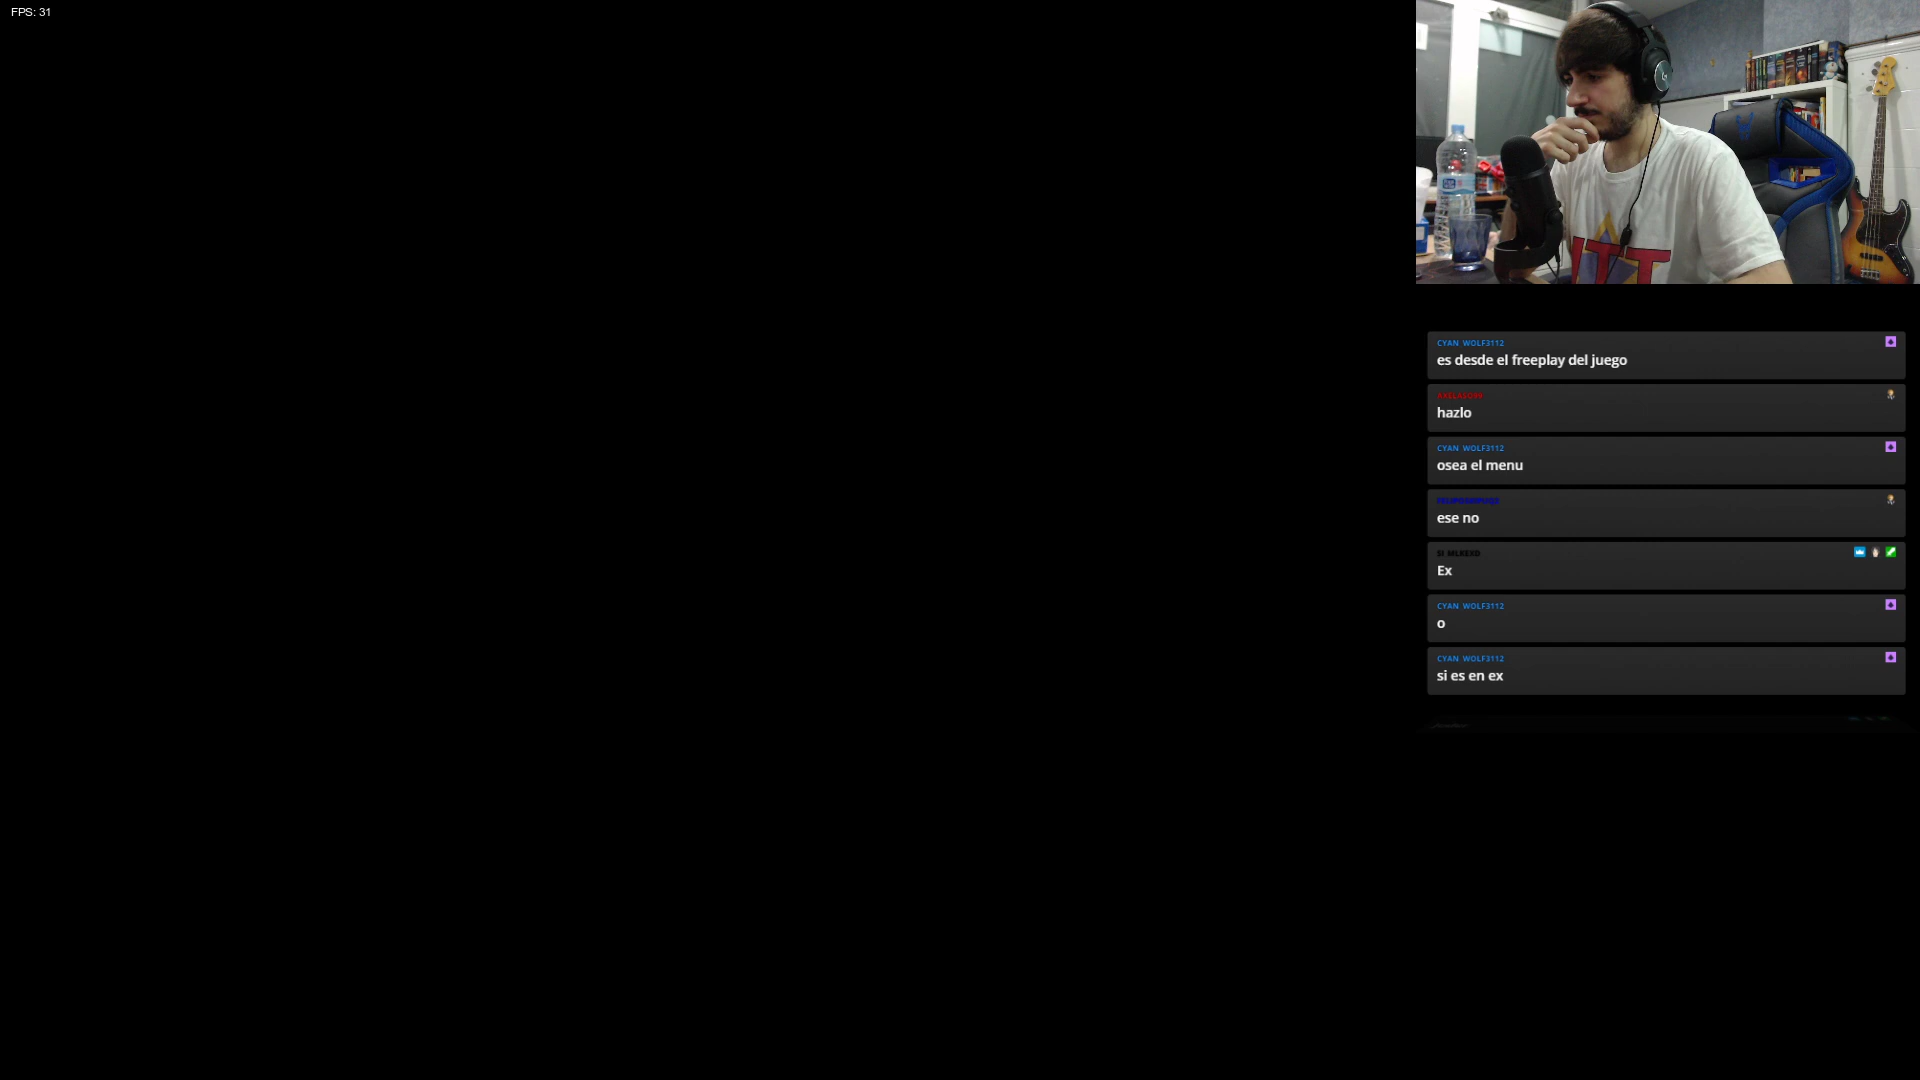 FPS: 31
CYAN_WOLF3112
es desde el freeplay del juego
hazlo
CYAN_WOLF3112
osea el menu
ese no
Ex
CYAN_WOLF3112
o
CYAN_WOLF3112
si es en ex